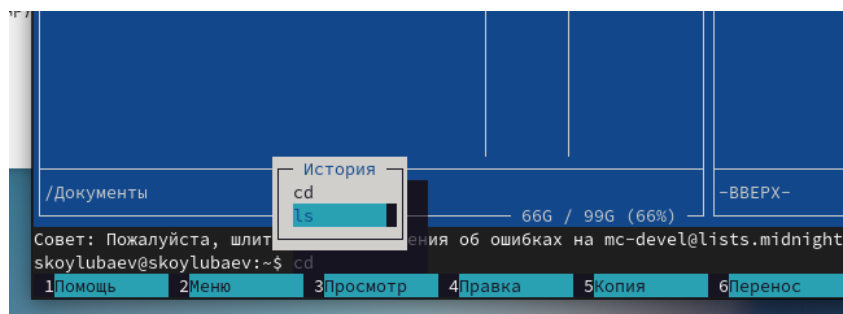 История
cd
/Документы
-ВВЕРХ-
ls
66G / 99G (66%)
Совет: Пожалуйста, шлит ния об ошибках на mc-devel@lists.midnight
skoylubaev@skoylubaev:~$ cd
1Помощь 2Меню 3Просмотр 4Правка 5Копия 6Перенос